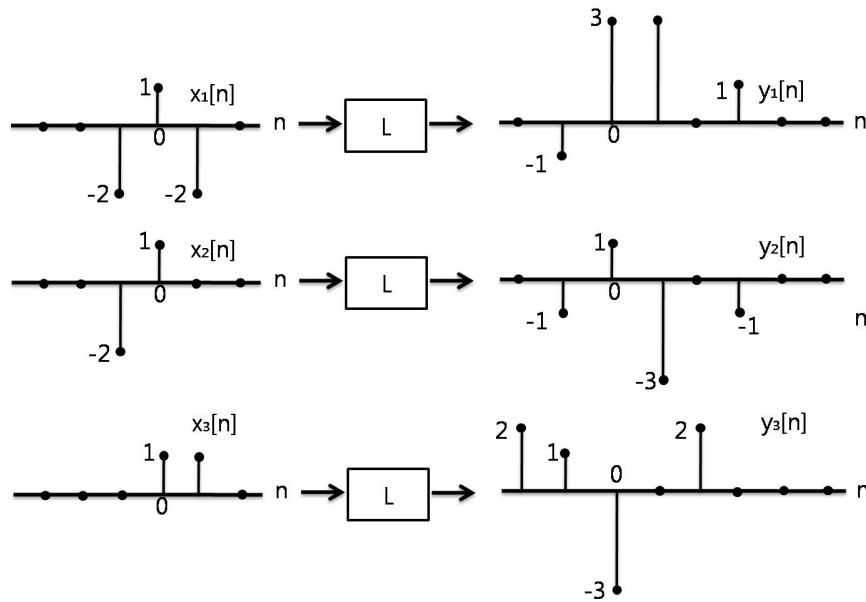 3
1 x₁[n] 1 y₁[n]
n L n
0 0
-1
-2 -2
1 x₂[n] 1 y₂[n]
n L
0 0
-1 -1
n
-2
-3
x₃[n] y₃[n]
2 2
1 1
0
n L n
0
-3